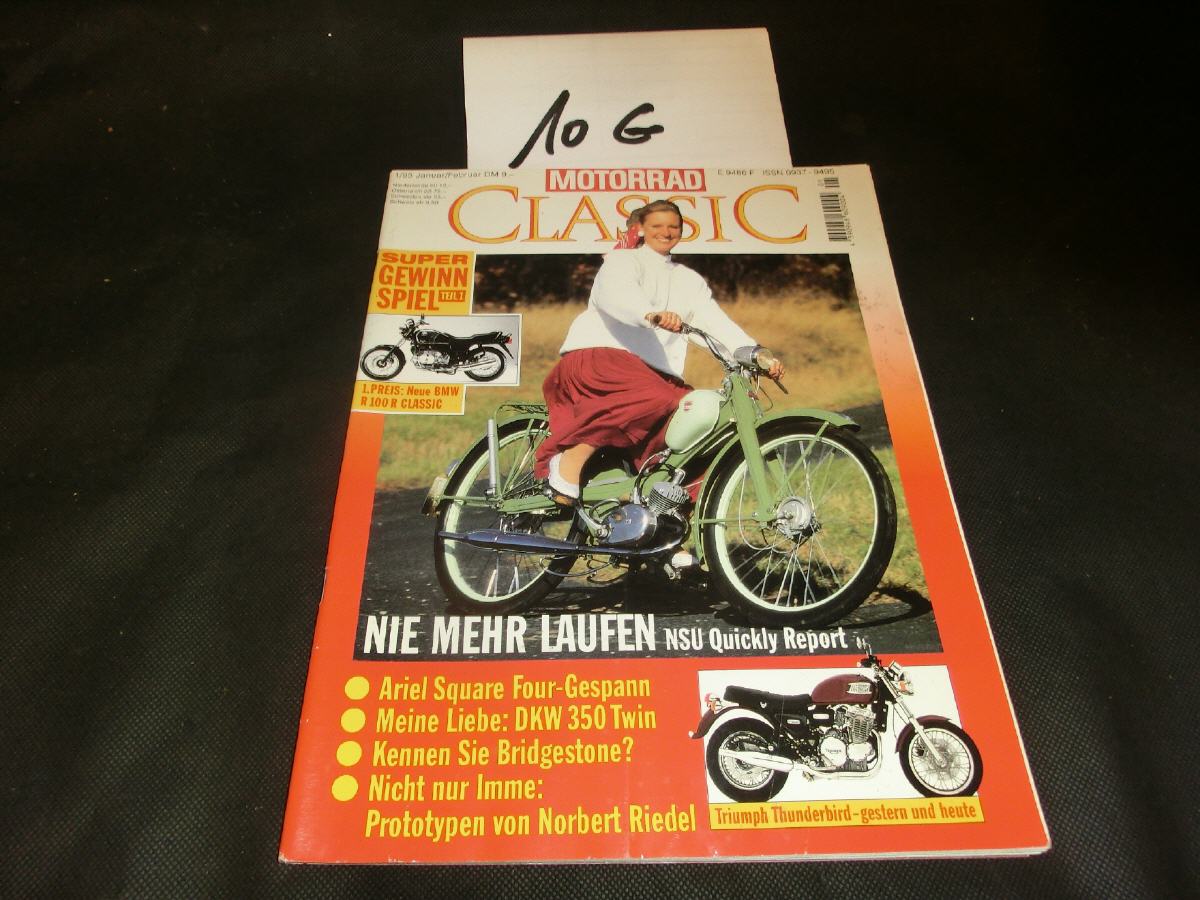 10 G
1/95 Januar/Februar DM 9,-
E 9486 F ISSN 0937-9495
MOTORRAD
CLASSIC
SUPER
GEWINN
SPIEL TEIL 1
1. PREIS: Neue BMW
R 100 R CLASSIC
NIE MEHR LAUFEN NSU Quickly Report
Ariel Square Four-Gespann
Meine Liebe: DKW 350 Twin
Kennen Sie Bridgestone?
Nicht nur Imme:
Prototypen von Norbert Riedel
Triumph Thunderbird-gestern und heute